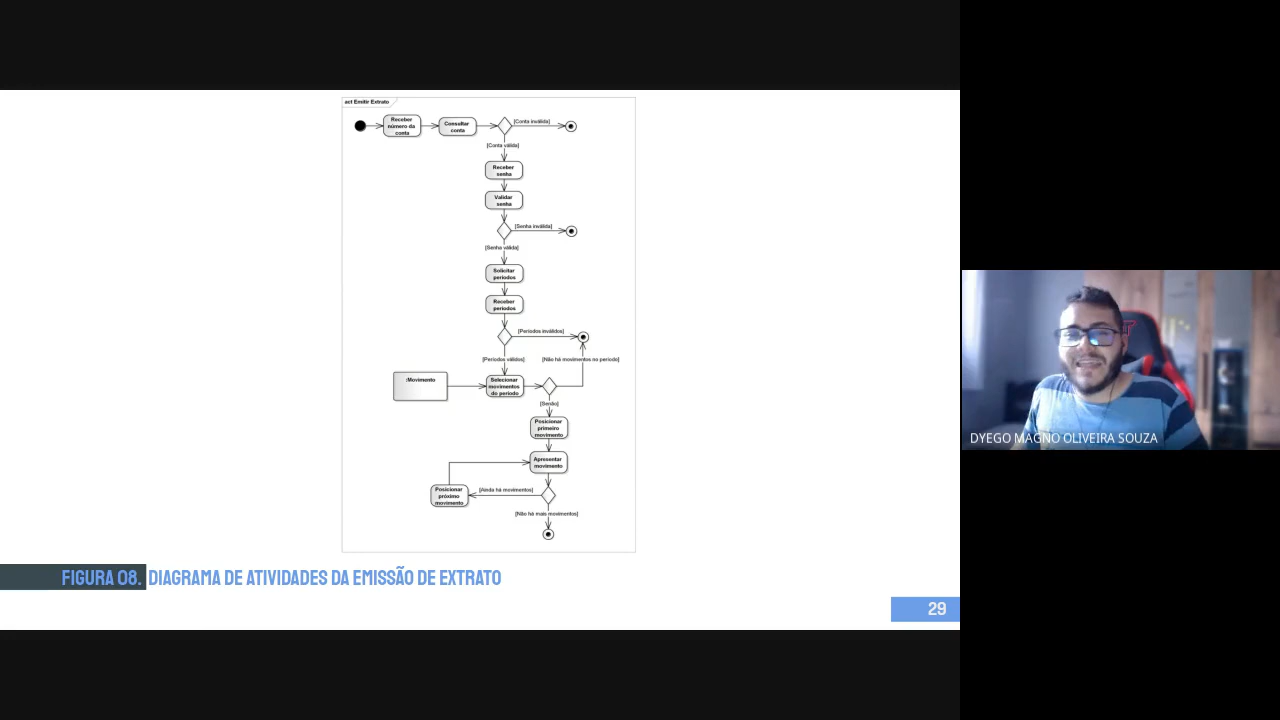 act Emitir Extrato
Receber
número da
conta
Consultar
conta
[Conta inválida]
[Conta válida]
Receber
senha
Validar
senha
[Senha inválida]
[Senha válida]
Solicitar
períodos
Receber
períodos
[Períodos inválidos]
[Períodos válidos]
[Não há movimentos no período]
:Movimento
Selecionar
movimentos
do período
[Senão]
Posicionar
primeiro
movimento
Apresentar
movimento
Posicionar
próximo
movimento
[Ainda há movimentos]
[Não há mais movimentos]
DYEGO MAGNO OLIVEIRA SOUZA
FIGURA 08. DIAGRAMA DE ATIVIDADES DA EMISSÃO DE EXTRATO
29